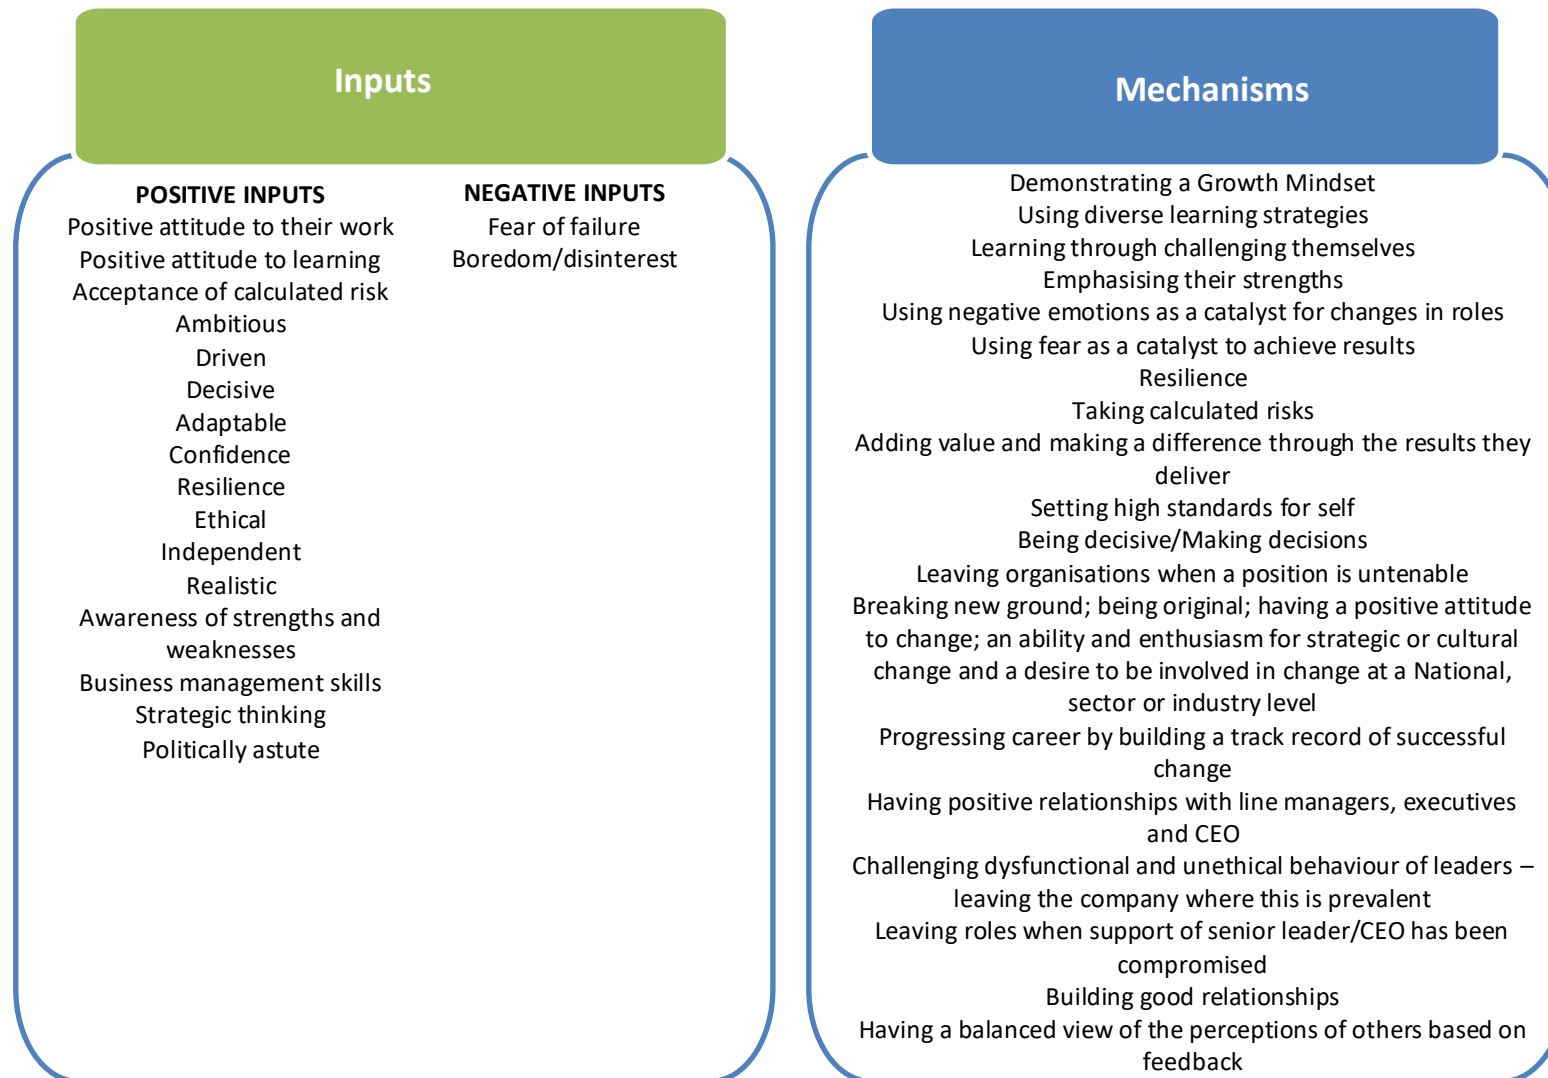 Inputs
POSITIVE INPUTS
Positive attitude to their work
Positive attitude to learning
Acceptance of calculated risk
Ambitious
Driven
Decisive
Adaptable
Confidence
Resilience
Ethical
Independent
Realistic
Awareness of strengths and
weaknesses
Business management skills
Strategic thinking
Politically astute
NEGATIVE INPUTS
Fear of failure
Boredom/disinterest
Mechanisms
Demonstrating a Growth Mindset
Using diverse learning strategies
Learning through challenging themselves
Emphasising their strengths
Using negative emotions as a catalyst for changes in roles
Using fear as a catalyst to achieve results
Resilience
Taking calculated risks
Adding value and making a difference through the results they
deliver
Setting high standards for self
Being decisive/Making decisions
Leaving organisations when a position is untenable
Breaking new ground; being original; having a positive attitude
to change; an ability and enthusiasm for strategic or cultural
change and a desire to be involved in change at a National,
sector or industry level
Progressing career by building a track record of successful
change
Having positive relationships with line managers, executives
and CEO
Challenging dysfunctional and unethical behaviour of leaders –
leaving the company where this is prevalent
Leaving roles when support of senior leader/CEO has been
compromised
Building good relationships
Having a balanced view of the perceptions of others based on
feedback